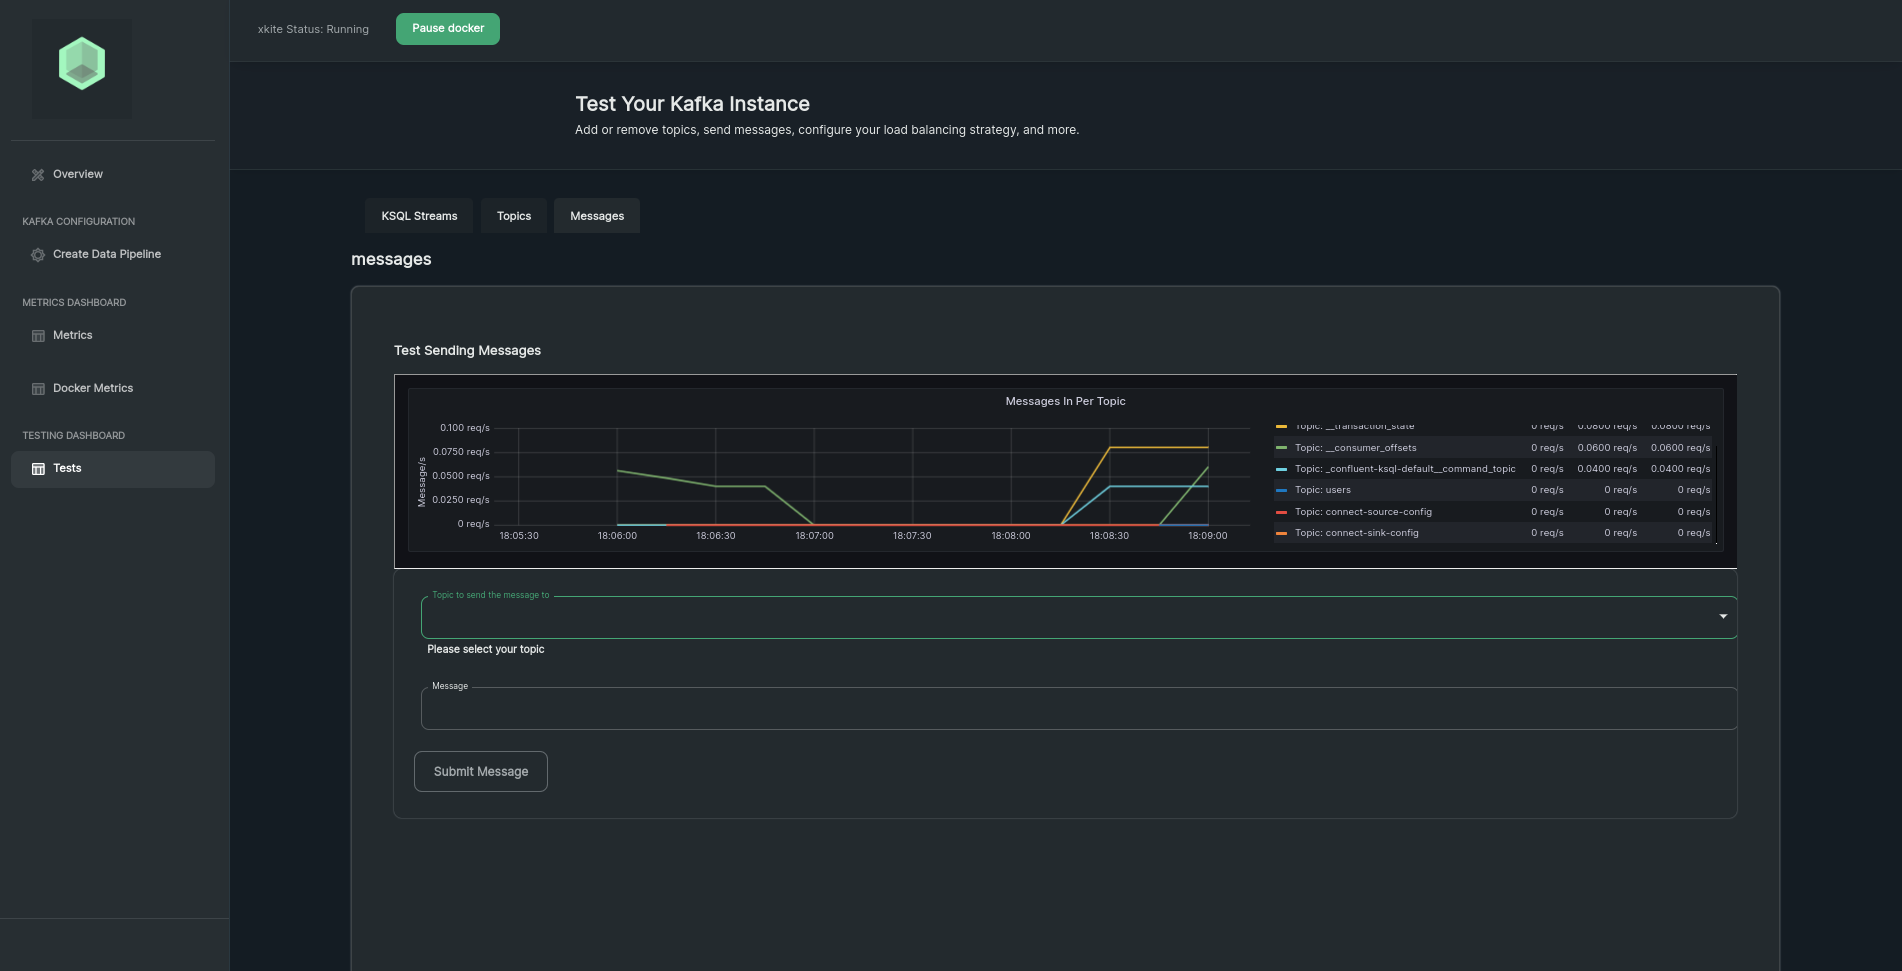 xkite Status: Running
Pause docker
Overview
KAFKA CONFIGURATION
Create Data Pipeline
METRICS DASHBOARD
Metrics
Docker Metrics
TESTING DASHBOARD
Tests
Test Your Kafka Instance
Add or remove topics, send messages, configure your load balancing strategy, and more.
KSQL Streams
Topics
Messages
messages
Test Sending Messages
Messages In Per Topic
Message/s
0.100 req/s
0.0750 req/s
0.0500 req/s
0.0250 req/s
0 req/s
18:05:30 18:06:00 18:06:30 18:07:00 18:07:30 18:08:00 18:08:30 18:09:00
Topic: __transaction_state 0 req/s 0.0800 req/s 0.0800 req/s
Topic: __consumer_offsets 0 req/s 0.0600 req/s 0.0600 req/s
Topic: _confluent-ksql-default__command_topic 0 req/s 0.0400 req/s 0.0400 req/s
Topic: users 0 req/s 0 req/s 0 req/s
Topic: connect-source-config 0 req/s 0 req/s 0 req/s
Topic: connect-sink-config 0 req/s 0 req/s 0 req/s
Topic to send the message to
Please select your topic
Message
Submit Message